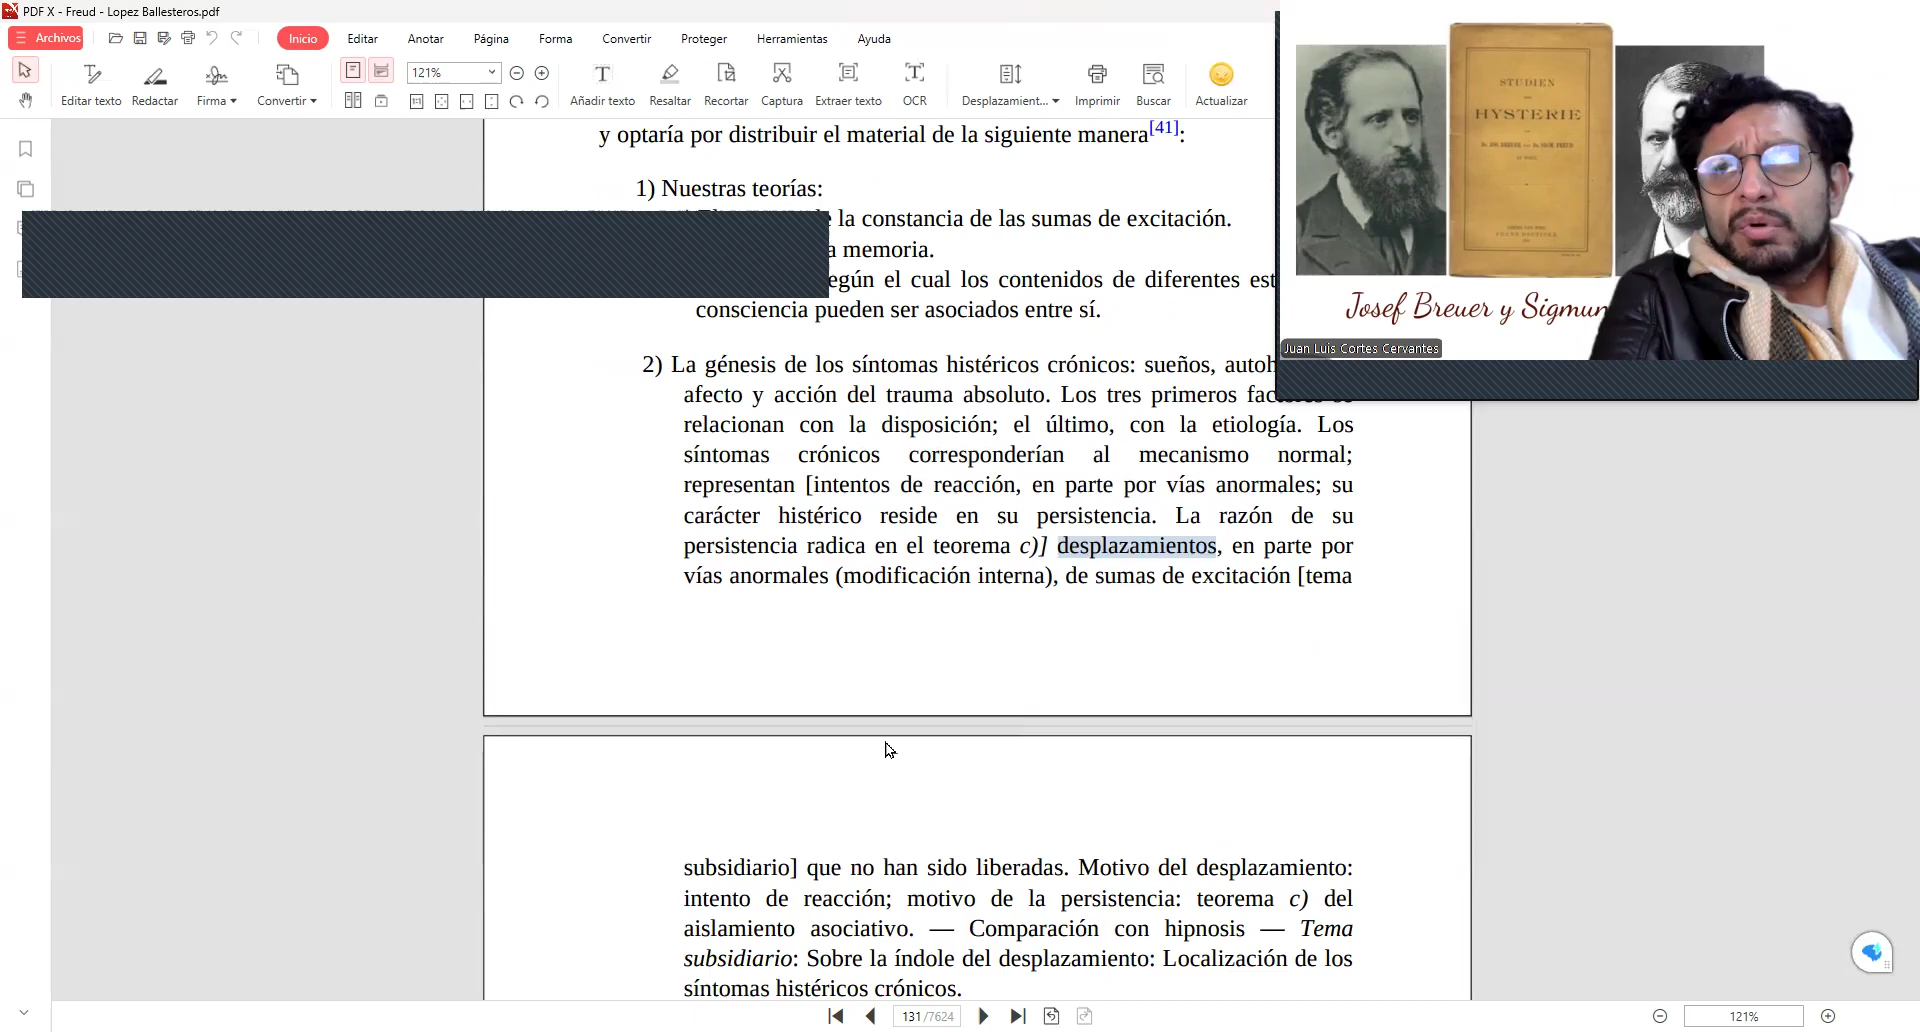 PDF X - Freud - Lopez Ballesteros.pdf
Archivos
Inicio
Editar
Anotar
Página
Forma
Convertir
Proteger
Herramientas
Ayuda
121%
Editar texto
Redactar
Firma
Convertir
Añadir texto
Resaltar
Recortar
Captura
Extraer texto
OCR
Desplazamient...
Imprimir
Buscar
Actualizar
y optaría por distribuir el material de la siguiente manera[41]:
1) Nuestras teorías:
la constancia de las sumas de excitación.
a memoria.
egún el cual los contenidos de diferentes est
consciencia pueden ser asociados entre sí.
2) La génesis de los síntomas histéricos crónicos: sueños, autoh
afecto y acción del trauma absoluto. Los tres primeros
relacionan con la disposición; el último, con la etiología. Los
síntomas crónicos corresponderían al mecanismo normal;
representan [intentos de reacción, en parte por vías anormales; su
carácter histérico reside en su persistencia. La razón de su
persistencia radica en el teorema c)] desplazamientos, en parte por
vías anormales (modificación interna), de sumas de excitación [tema
subsidiario] que no han sido liberadas. Motivo del desplazamiento:
intento de reacción; motivo de la persistencia: teorema c) del
aislamiento asociativo. — Comparación con hipnosis — Tema
subsidiario: Sobre la índole del desplazamiento: Localización de los
síntomas histéricos crónicos.
STUDIEN
HYSTERIE
Josef Breuer y Sigmun
Juan Luis Cortes Cervantes
131 /7624
121%